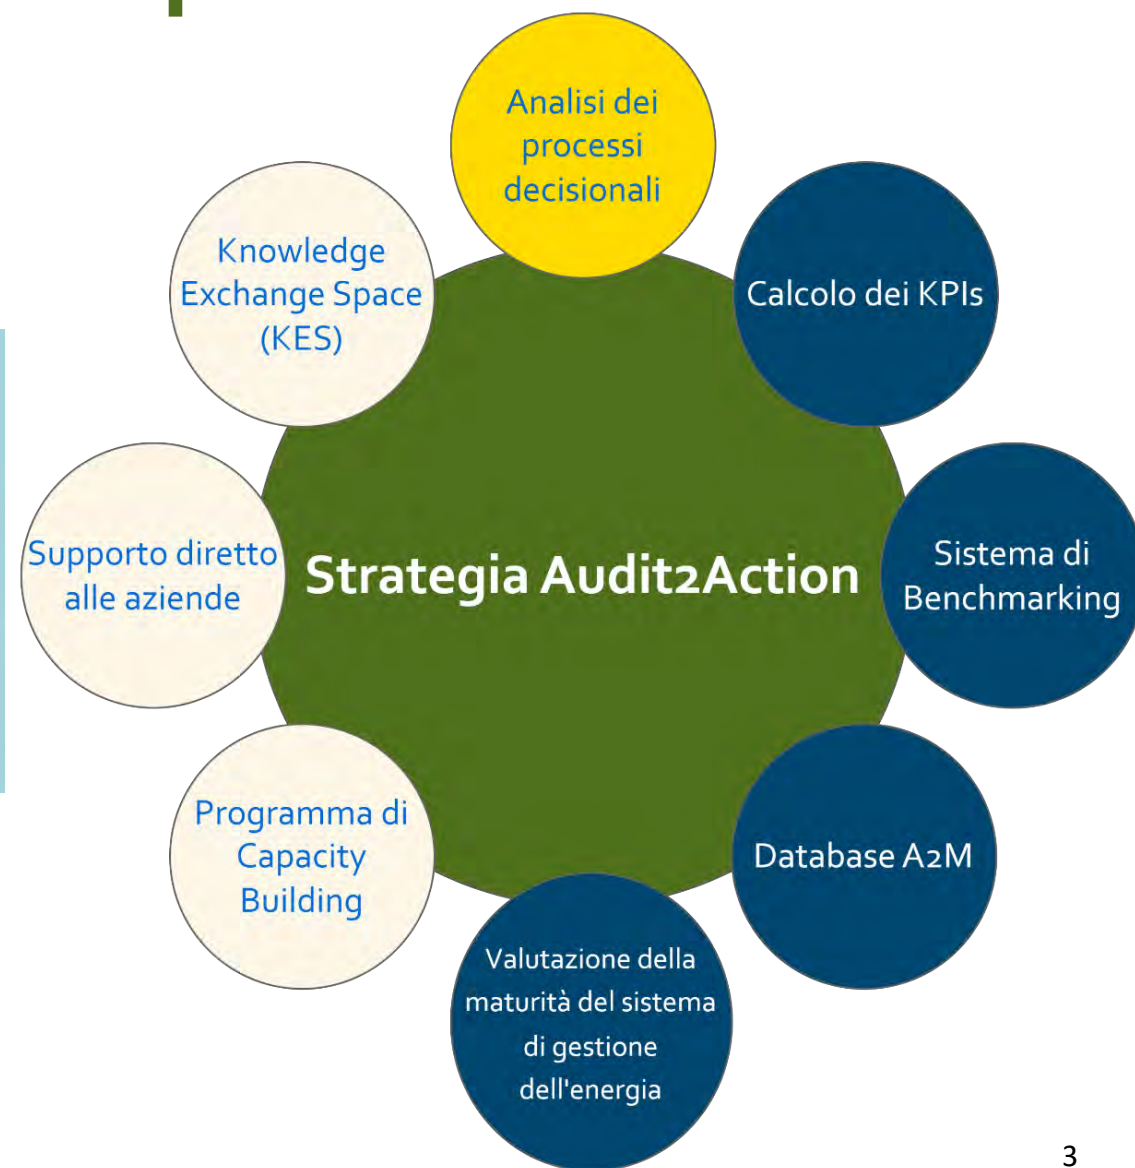 Analisi dei
processi
decisionali
Knowledge
Exchange Space
(KES)
Calcolo dei KPIs
Supporto diretto
alle aziende
Strategia Audit2Action
Sistema di
Benchmarking
Programma di
Capacity
Building
Database A2M
Valutazione della
maturità del sistema
di gestione
dell'energia
3